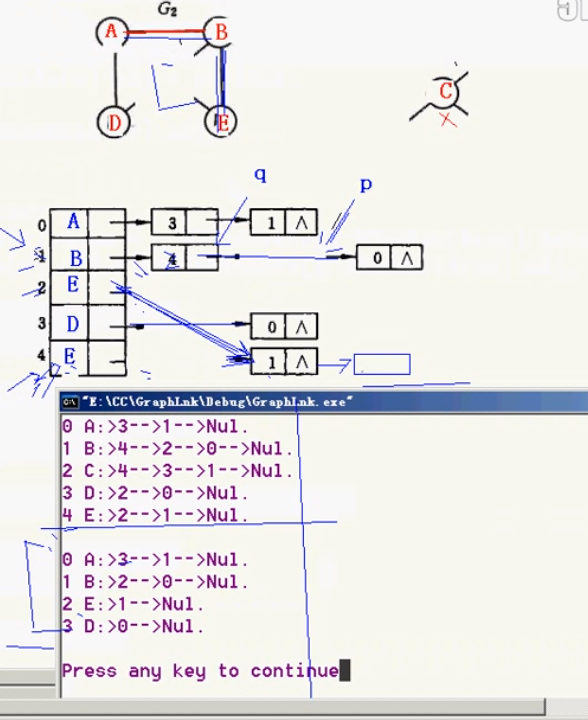 G₂
A B
C
D E
q p
0 A 3 1 ∧
1 B 4 0 ∧
2 E
3 D 0 ∧
4 E 1 ∧
"E:\CC\GraphLnk\Debug\GraphLnk.exe"
0 A:>3-->1-->Nul.
1 B:>4-->2-->0-->Nul.
2 C:>4-->3-->1-->Nul.
3 D:>2-->0-->Nul.
4 E:>2-->1-->Nul.
0 A:>3-->1-->Nul.
1 B:>2-->0-->Nul.
2 E:>1-->Nul.
3 D:>0-->Nul.
Press any key to continue